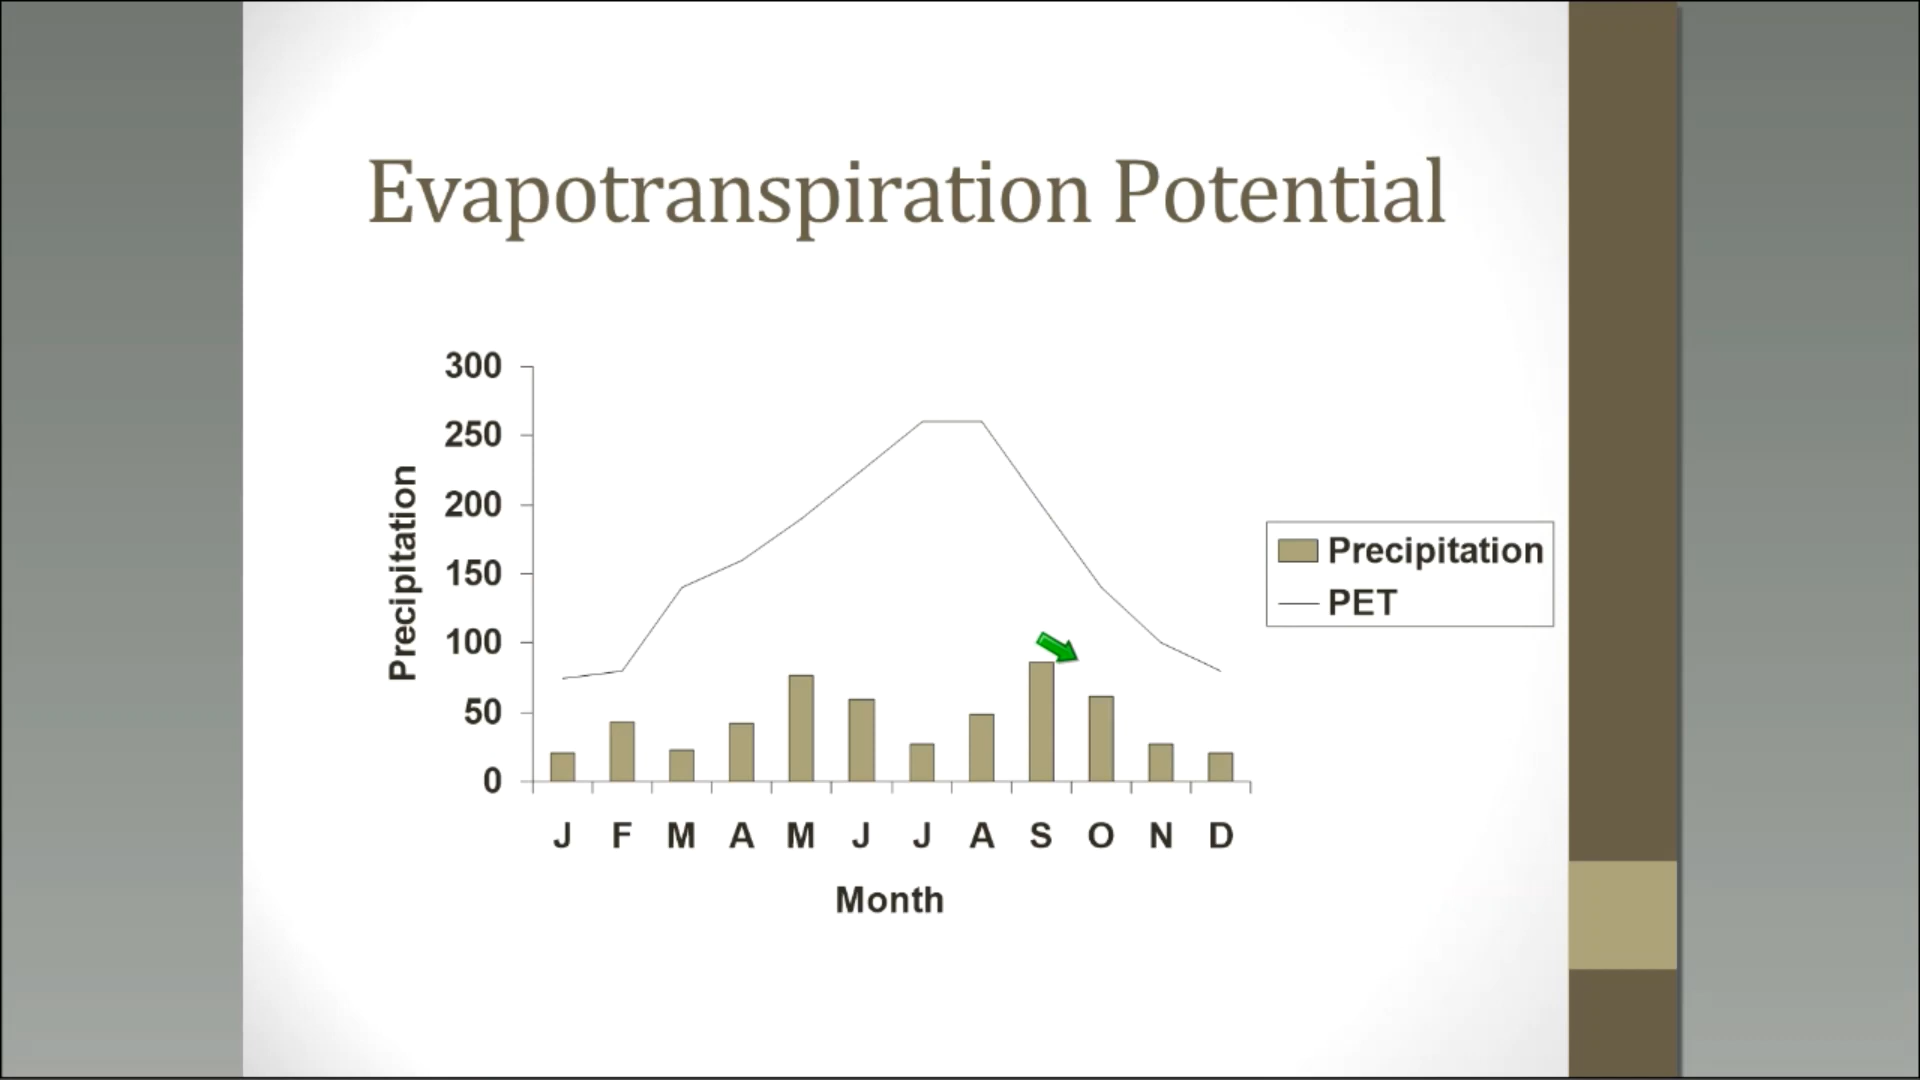 Evapotranspiration Potential
300
250
200
150
100
50
0
Precipitation
J F M A M J J A S O N D
Month
Precipitation
PET